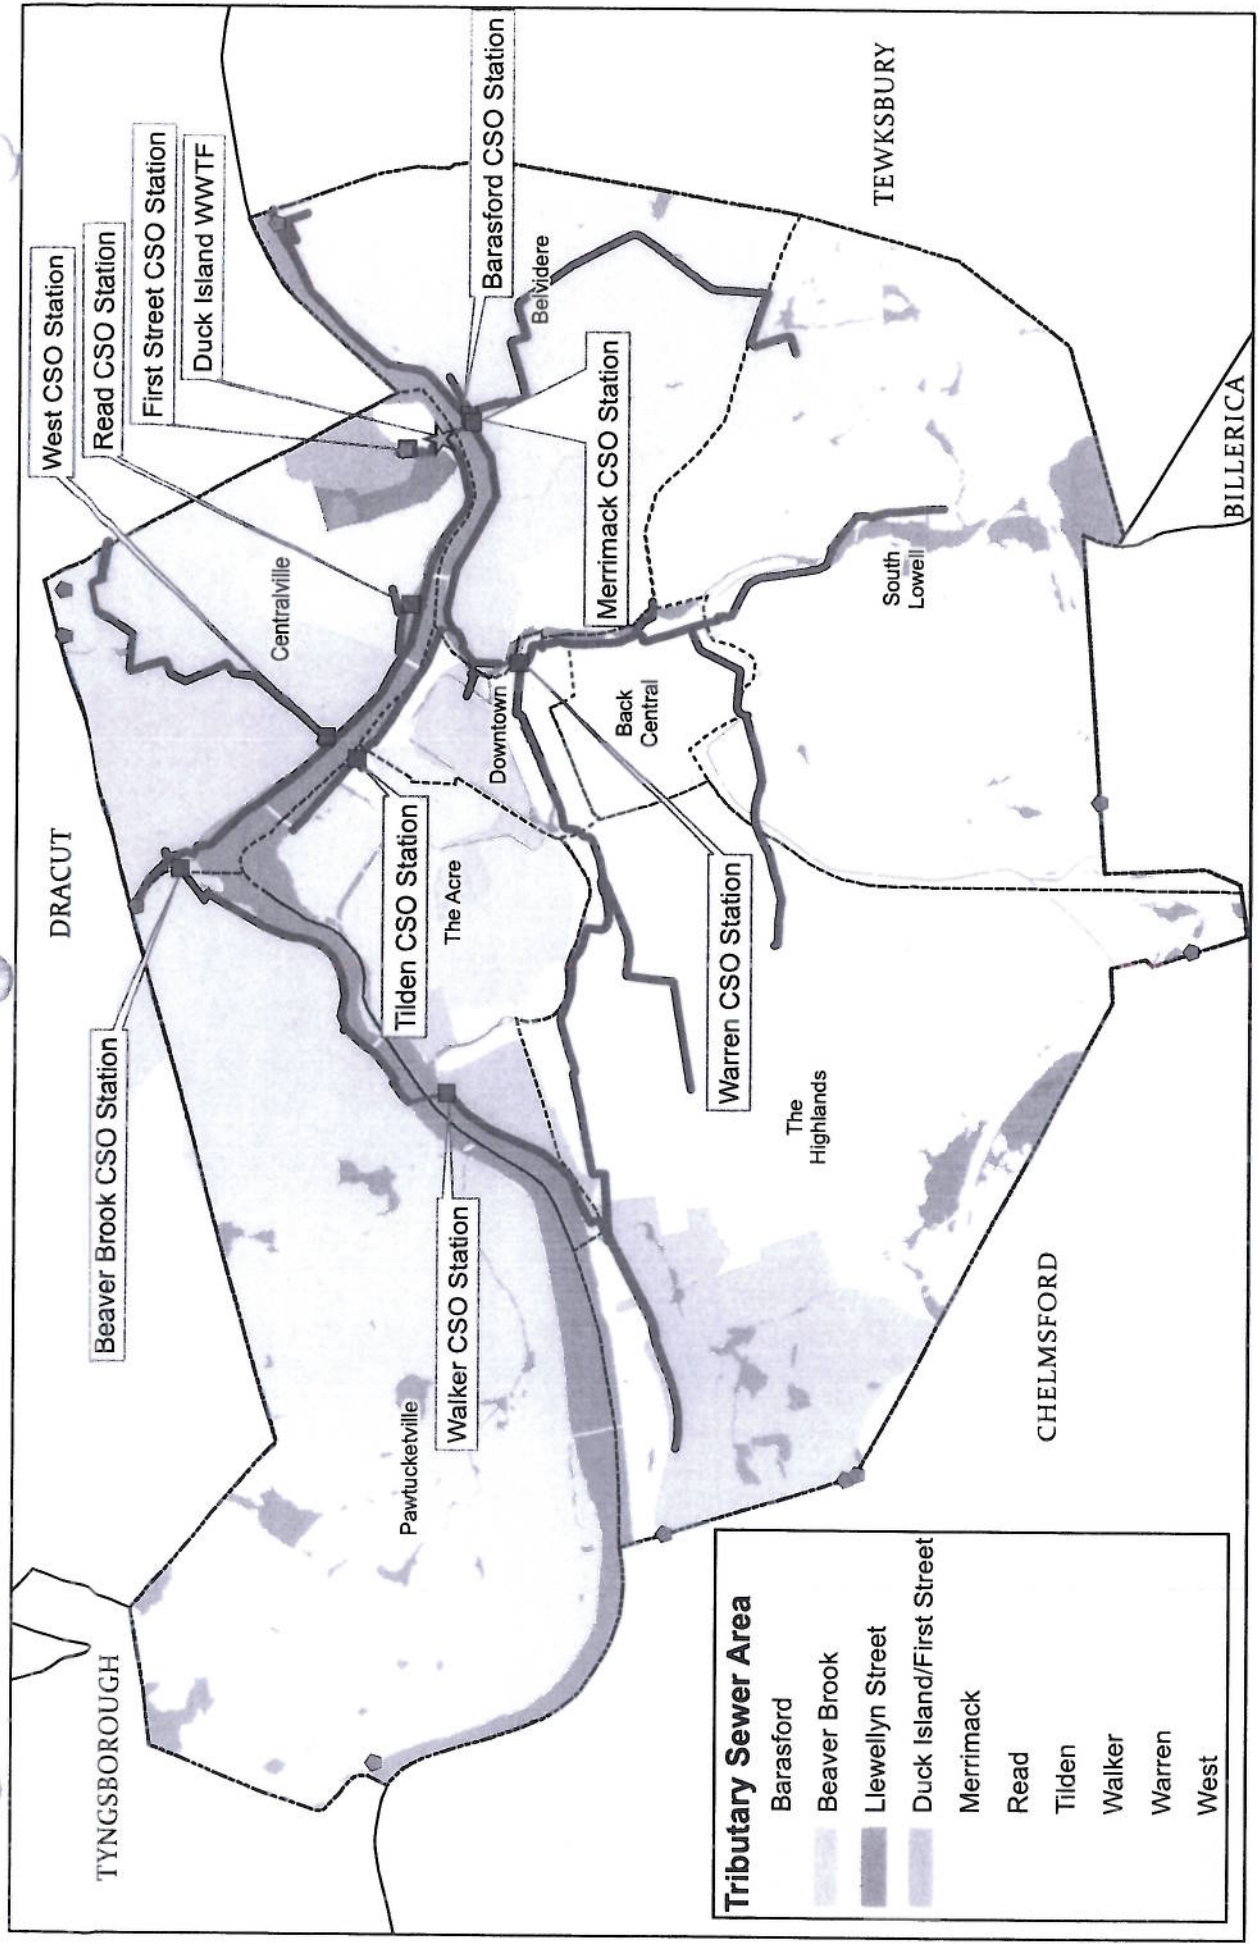 TYNGSBOROUGH
DRACUT
TEWKSBURY
BILLERICA
CHELMSFORD
Beaver Brook CSO Station
West CSO Station
Read CSO Station
First Street CSO Station
Duck Island WWTF
Barasford CSO Station
Merrimack CSO Station
Tilden CSO Station
Walker CSO Station
Warren CSO Station
Pawtucketville
Centralville
Belvidere
Downtown
The Acre
Back
Central
South
Lowell
The
Highlands
Tributary Sewer Area
Barasford
Beaver Brook
Llewellyn Street
Duck Island/First Street
Merrimack
Read
Tilden
Walker
Warren
West